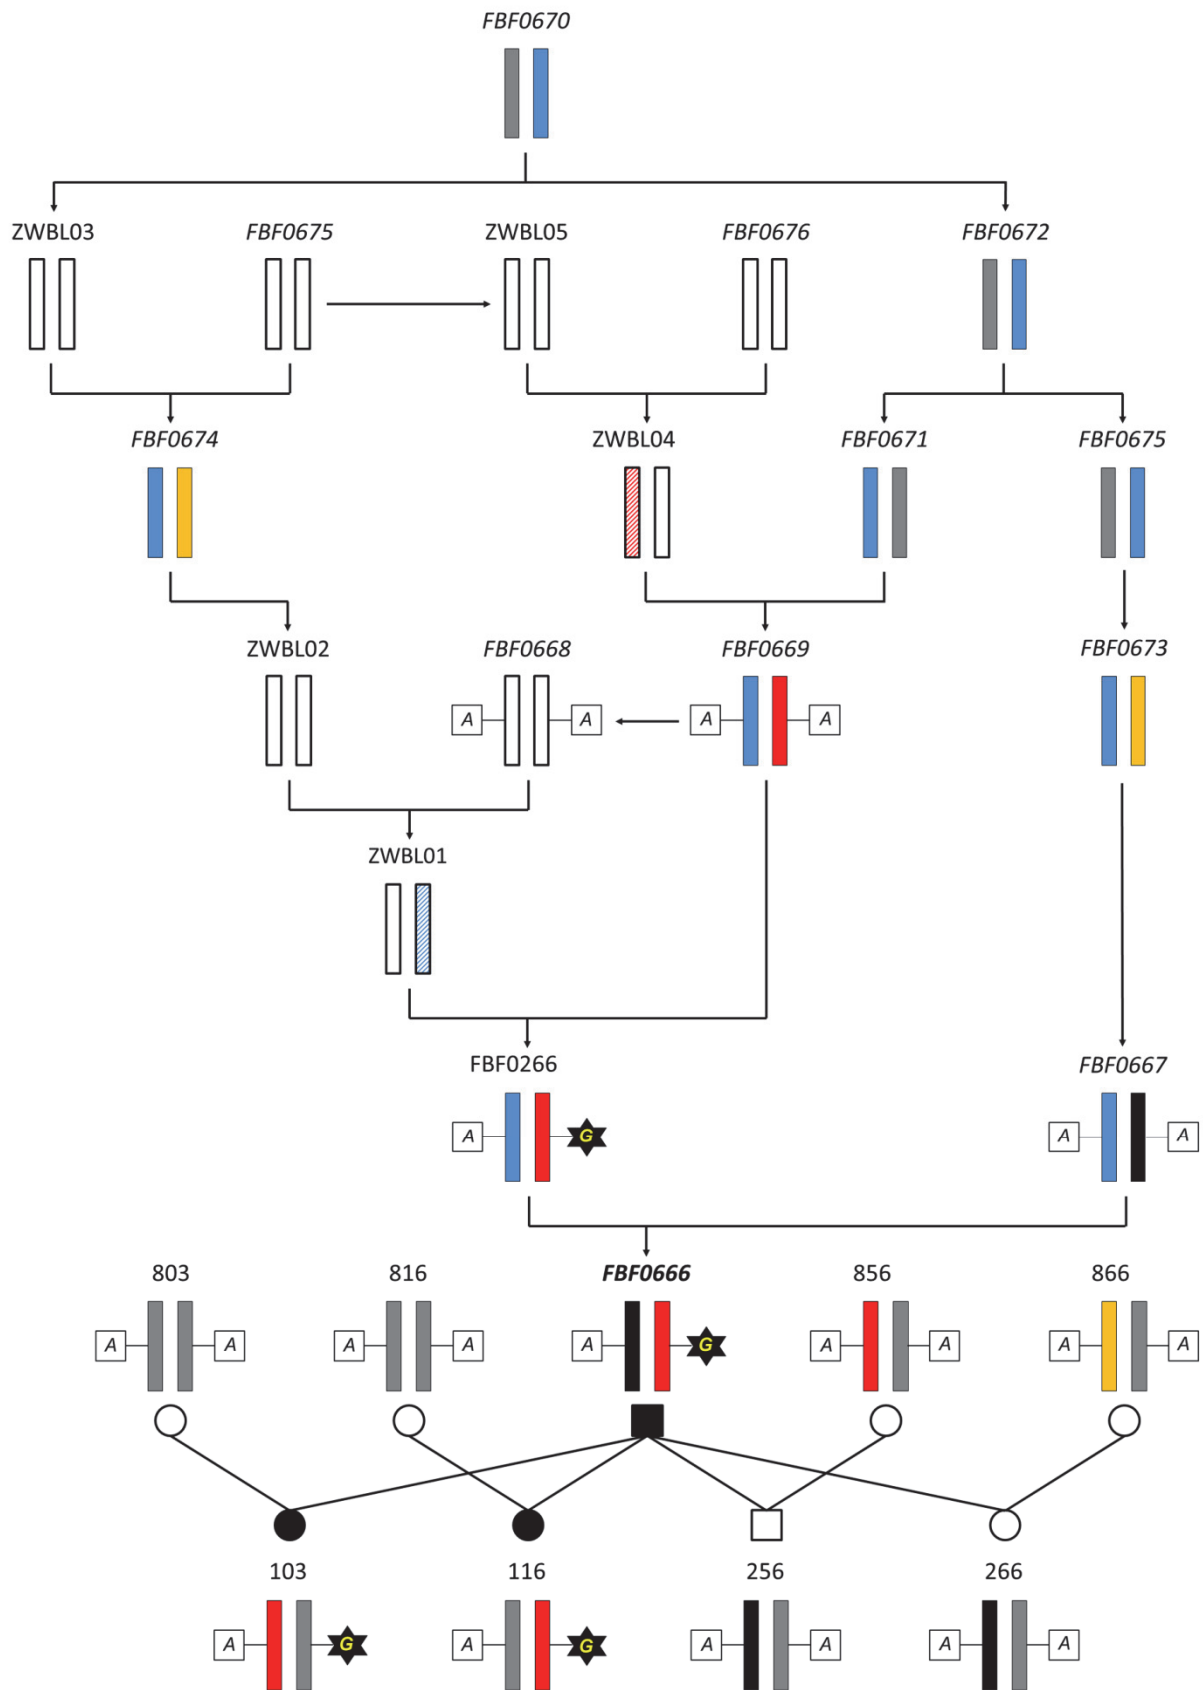 FBF0670
ZWBL03 FBF0675 ZWBL05 FBF0676 FBF0672
FBF0674 ZWBL04 FBF0671 FBF0675
ZWBL02 FBF0668 FBF0669 FBF0673
A A A A
ZWBL01
FBF0266 FBF0667
A G A A
803 816 FBF0666 856 866
A A A A A G A A A A
103 116 256 266
A G A G A A A A